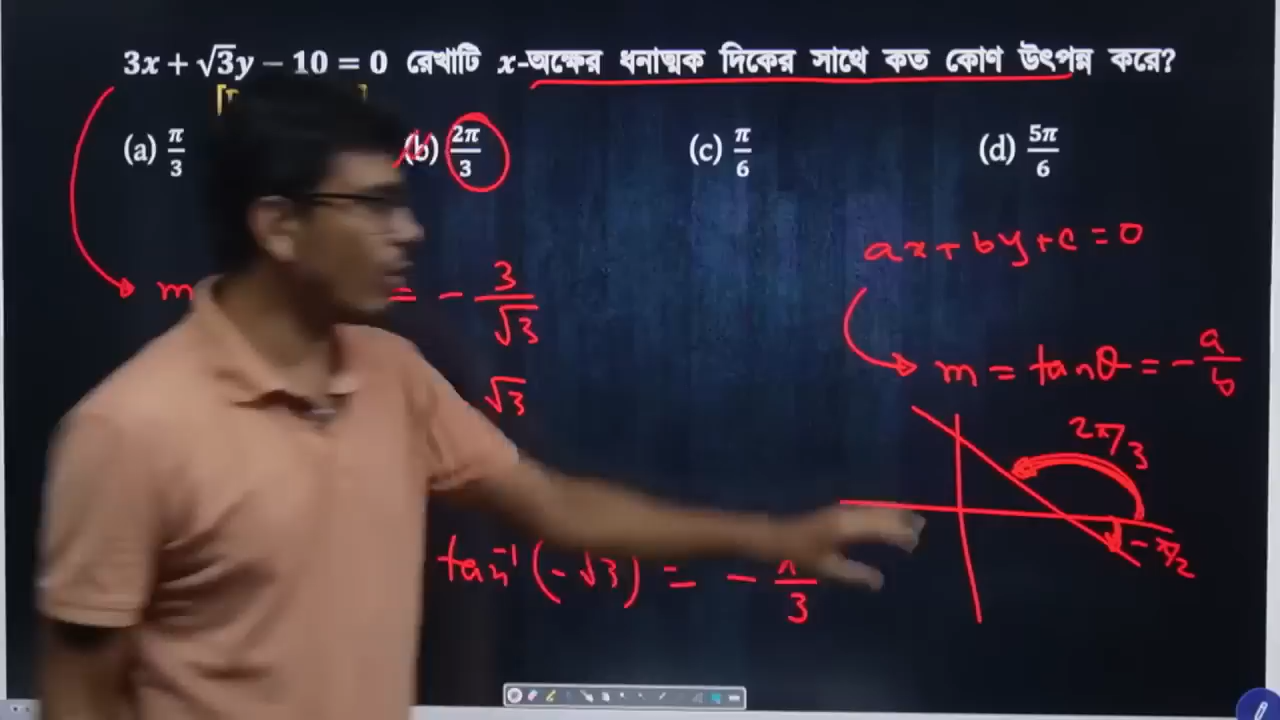 3x + √3y − 10 = 0 রেখাটি x-অক্ষের ধনাত্মক দিকের সাথে কত কোণ উৎপন্ন করে?
(a) π/3 (b) 2π/3 (c) π/6 (d) 5π/6
ax + by + c = 0
m = − 3/√3
m = tanθ = − a/b
√3
2π/3
− π/2
tan⁻¹(−√3) = − π/3